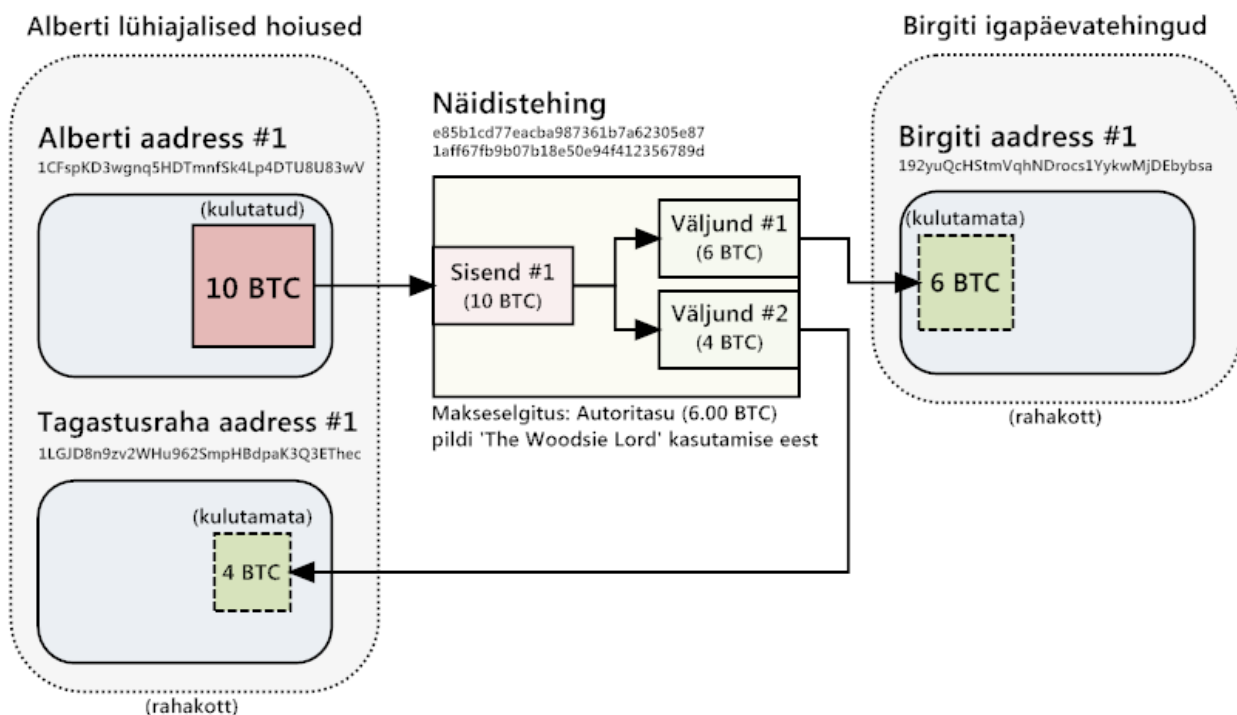 Alberti lühiajalised hoiused
Alberti aadress #1
1CFspKD3wgnq5HDTmnfSk4Lp4DTU8U83wV
(kulutatud)
10 BTC
Tagastusraha aadress #1
1LGJD8n9zv2WHu962SmpHBdpaK3Q3EThec
(kulutamata)
4 BTC
(rahakott)
Näidistehing
e85b1cd77eacba987361b7a62305e87
1aff67fb9b07b18e50e94f412356789d
Sisend #1
(10 BTC)
Väljund #1
(6 BTC)
Väljund #2
(4 BTC)
Makseselgitus: Autoritasu (6.00 BTC)
pildi 'The Woodsie Lord' kasutamise eest
Birgiti igapäevatehingud
Birgiti aadress #1
192yuQcHStmVqhNDrocs1YykwMjDEbybsa
(kulutamata)
6 BTC
(rahakott)